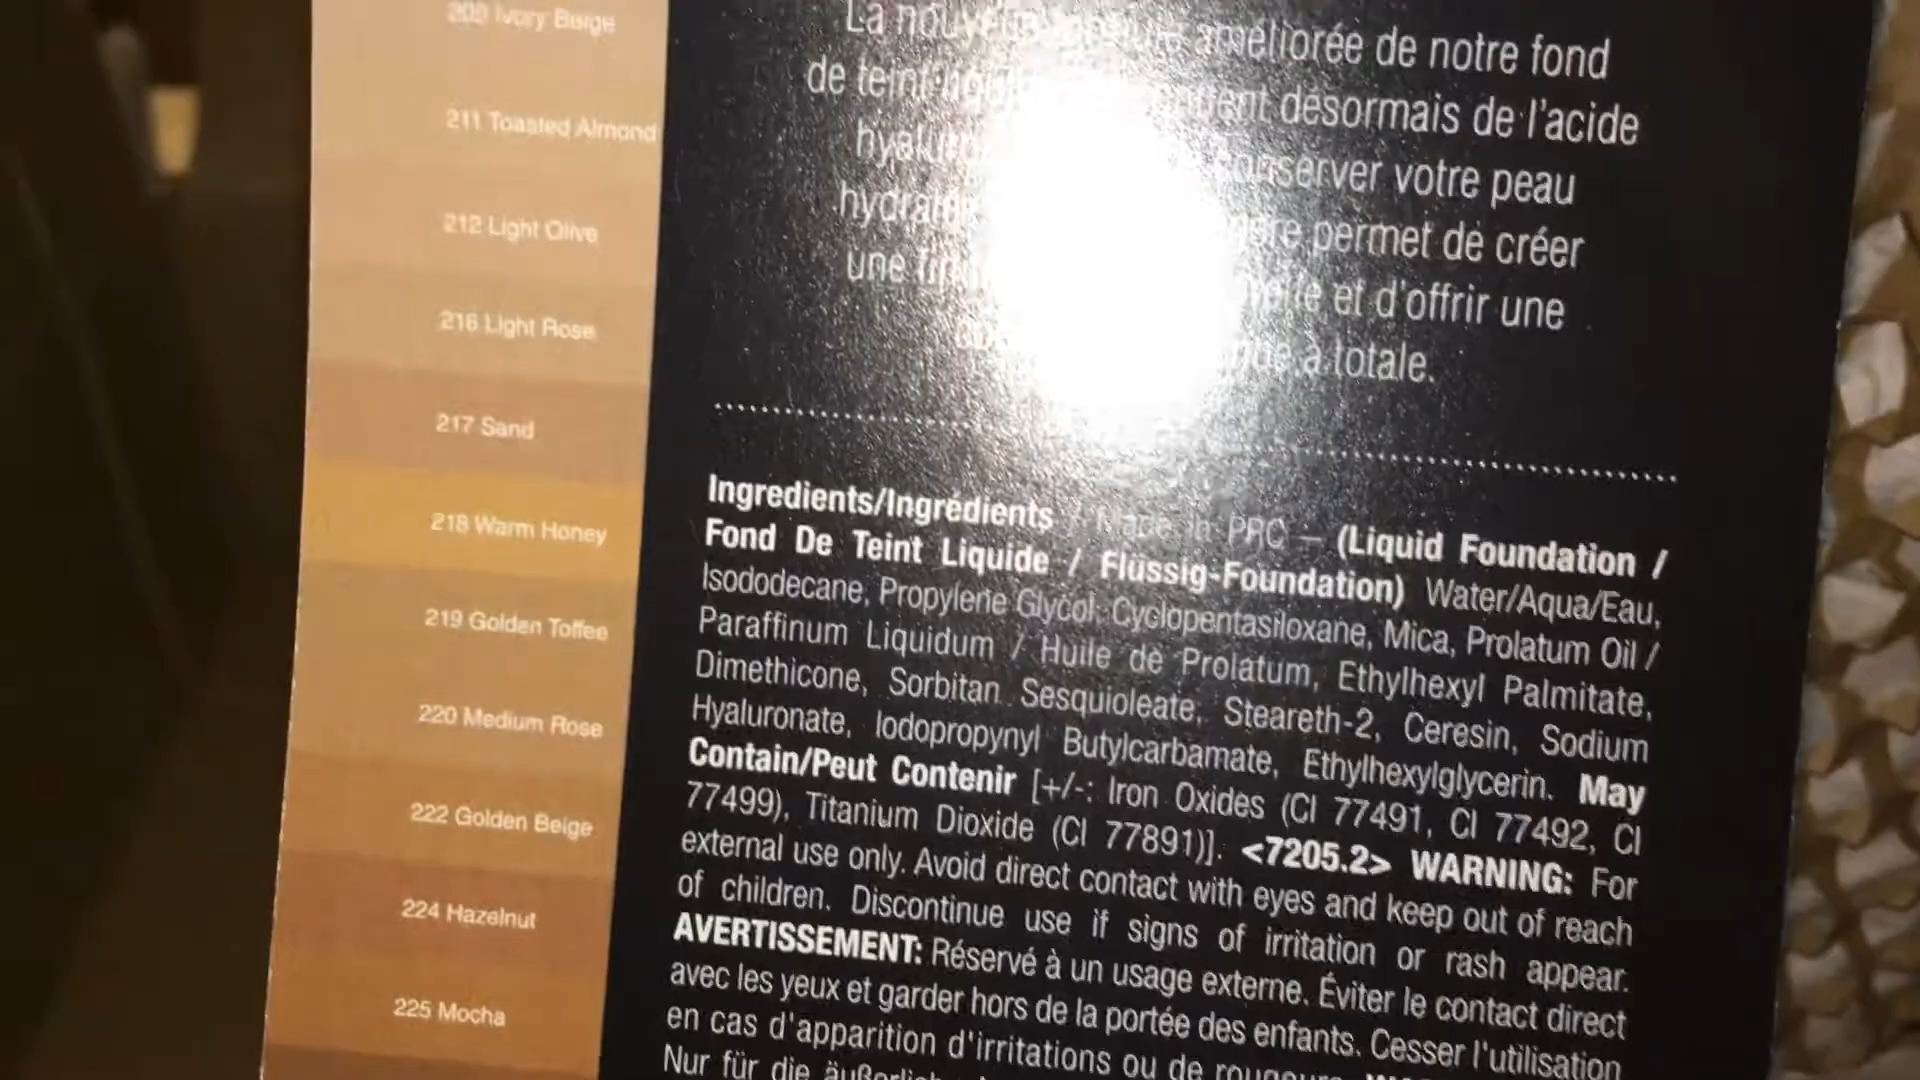 209 Ivory Beige
211 Toasted Almond
212 Light Olive
216 Light Rose
217 Sand
218 Warm Honey
219 Golden Toffee
220 Medium Rose
222 Golden Beige
224 Hazelnut
225 Mocha
La améliorée de notre fond
de teint désormais de l'acide
conserver votre peau
permet de créer
une et d'offrir une
à totale.
Ingredients/Ingrédients / Made in PRC – (Liquid Foundation /
Fond De Teint Liquide / Flüssig-Foundation) Water/Aqua/Eau,
Isododecane, Propylene Glycol, Cyclopentasiloxane, Mica, Prolatum Oil /
Paraffinum Liquidum / Huile de Prolatum, Ethylhexyl Palmitate,
Dimethicone, Sorbitan Sesquioleate, Steareth-2, Ceresin, Sodium
Hyaluronate, Iodopropynyl Butylcarbamate, Ethylhexylglycerin. May
Contain/Peut Contenir [+/-: Iron Oxides (CI 77491, CI 77492, CI
77499), Titanium Dioxide (CI 77891)]. <7205.2> WARNING: For
external use only. Avoid direct contact with eyes and keep out of reach
of children. Discontinue use if signs of irritation or rash appear.
AVERTISSEMENT: Réservé à un usage externe. Éviter le contact direct
avec les yeux et garder hors de la portée des enfants. Cesser l'utilisation
en cas d'apparition d'irritations ou de
Nur für die